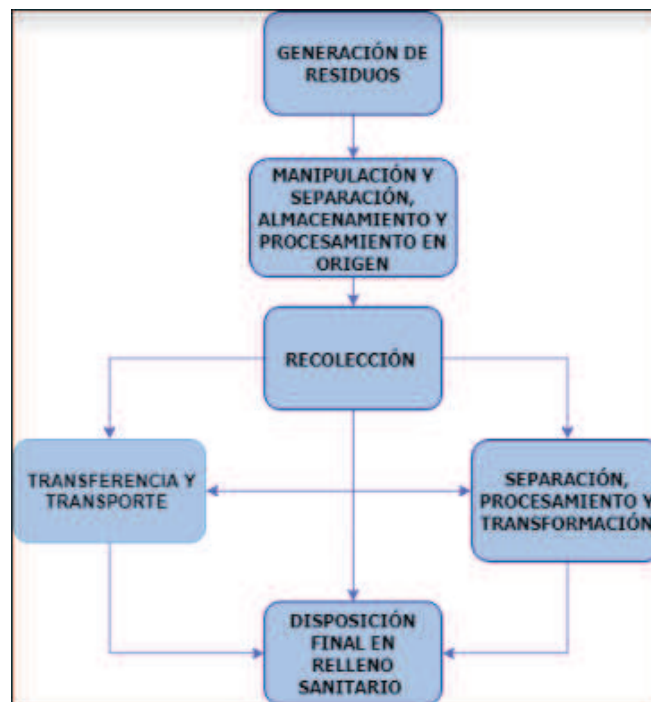 GENERACIÓN DE
RESIDUOS
MANIPULACIÓN Y
SEPARACIÓN,
ALMACENAMIENTO Y
PROCESAMIENTO EN
ORIGEN
RECOLECCIÓN
TRANSFERENCIA Y
TRANSPORTE
SEPARACIÓN,
PROCESAMIENTO Y
TRANSFORMACIÓN
DISPOSICIÓN
FINAL EN
RELLENO
SANITARIO